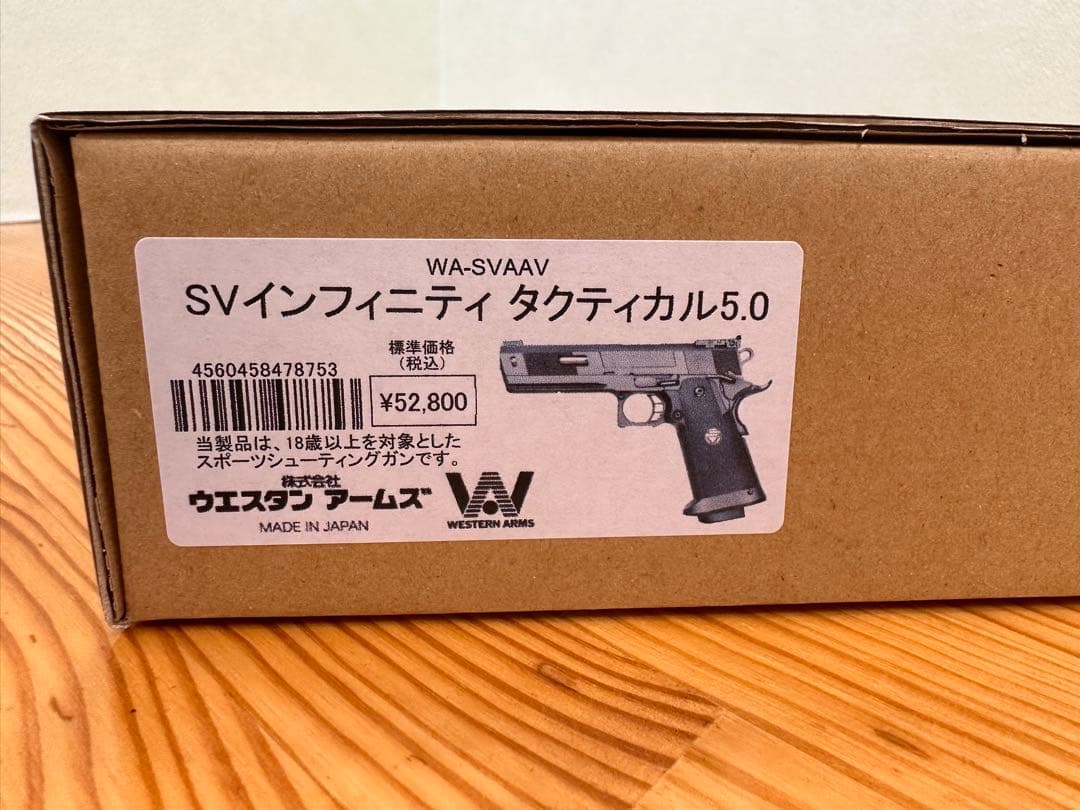 WA-SVAAV
SVインフィニティ タクティカル5.0
4560458478753
標準価格
(税込)
¥52,800
当製品は、18歳以上を対象とした
スポーツシューティングガンです。
株式会社
ウエスタン アームズ
MADE IN JAPAN
WA
WESTERN ARMS